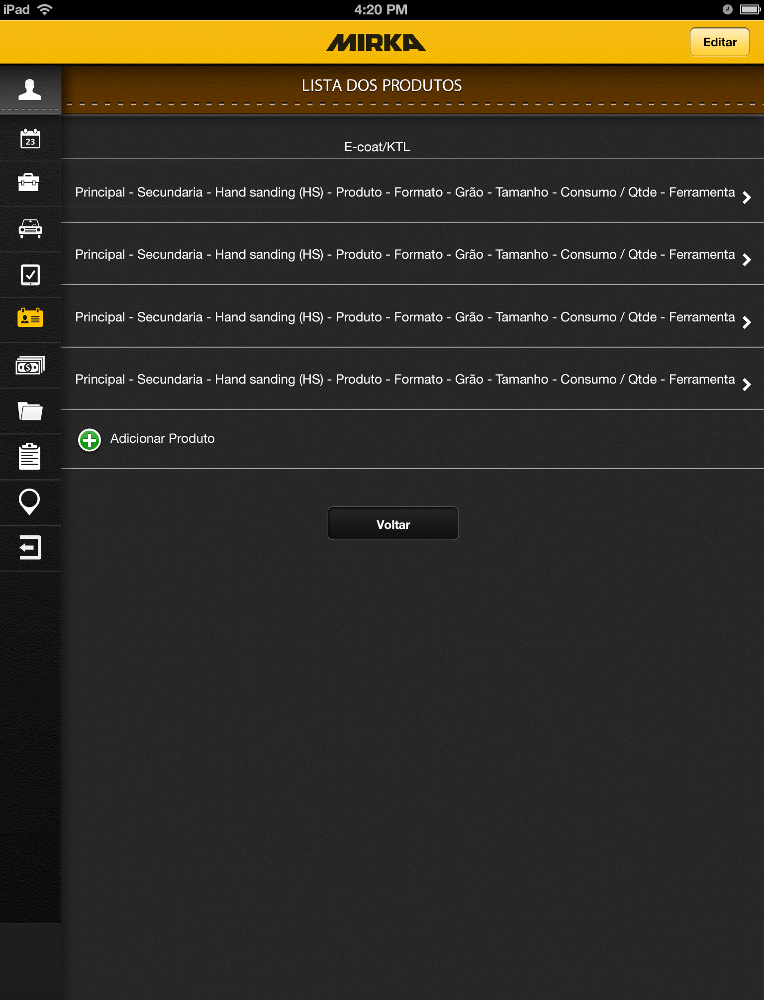 iPad 4:20 PM
MIRKA
Editar
LISTA DOS PRODUTOS
23
E-coat/KTL
Principal - Secundaria - Hand sanding (HS) - Produto - Formato - Grão - Tamanho - Consumo / Qtde - Ferramenta
Principal - Secundaria - Hand sanding (HS) - Produto - Formato - Grão - Tamanho - Consumo / Qtde - Ferramenta
Principal - Secundaria - Hand sanding (HS) - Produto - Formato - Grão - Tamanho - Consumo / Qtde - Ferramenta
Principal - Secundaria - Hand sanding (HS) - Produto - Formato - Grão - Tamanho - Consumo / Qtde - Ferramenta
Adicionar Produto
Voltar